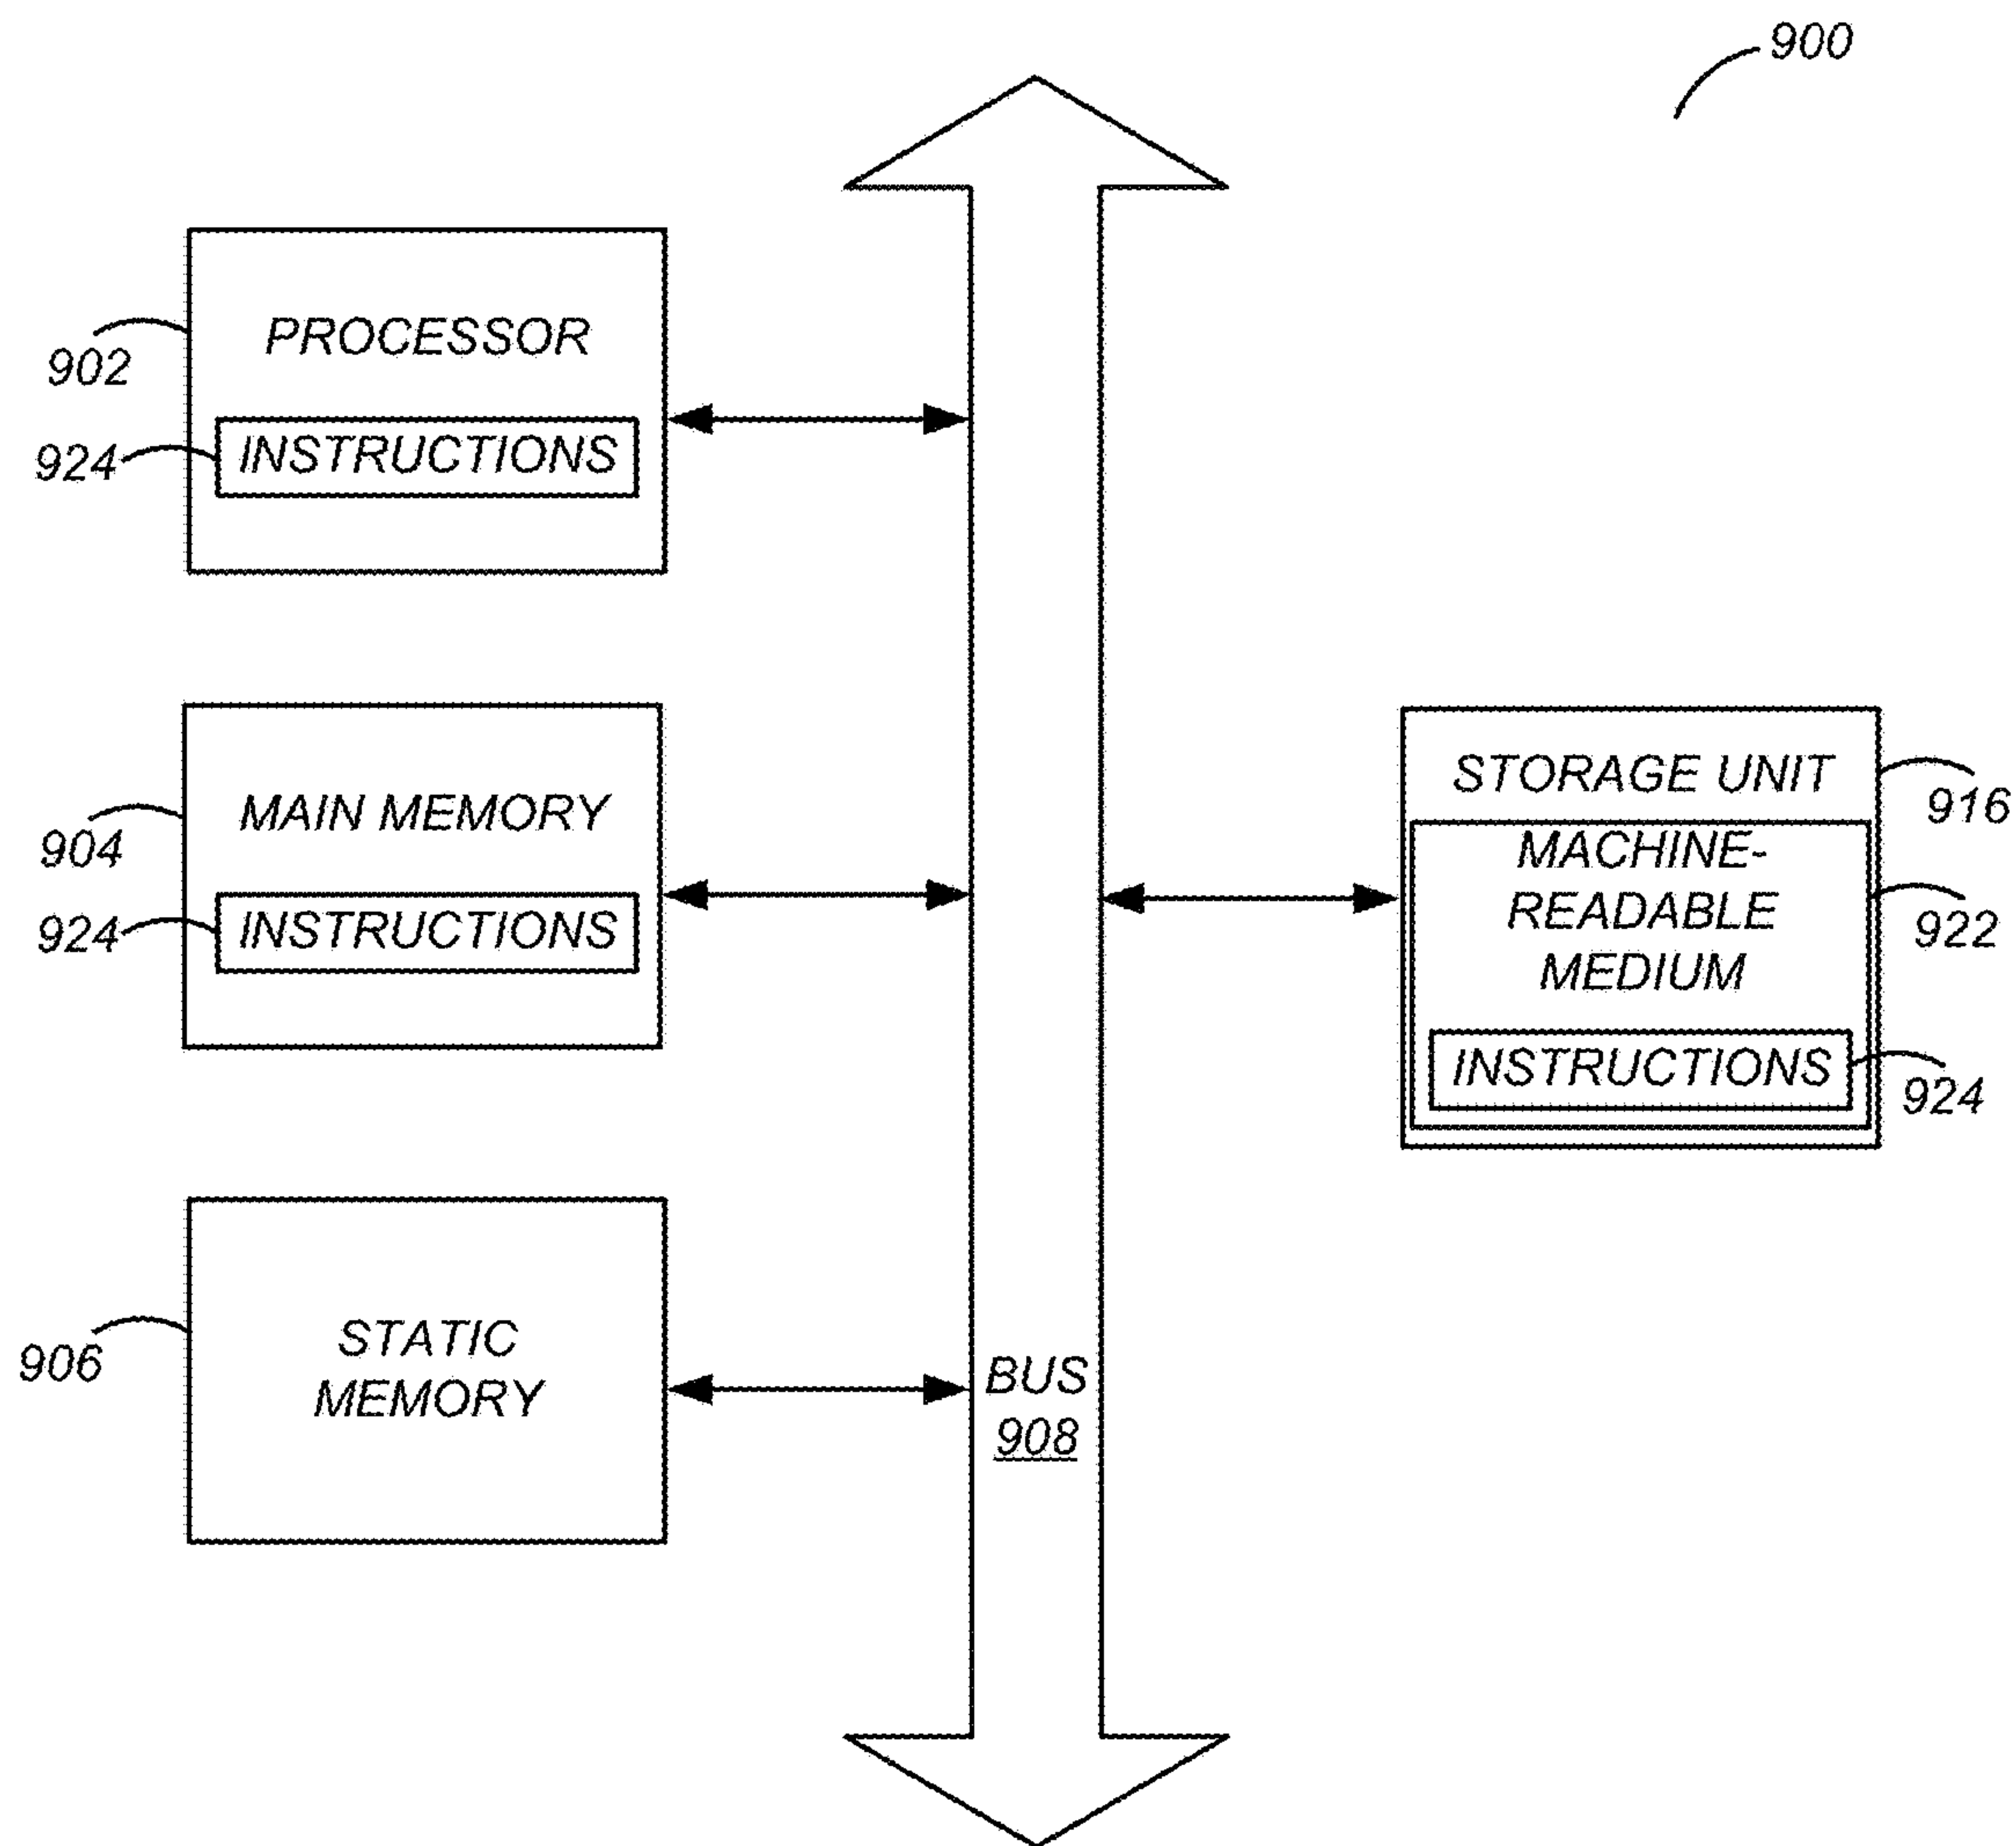 900
PROCESSOR
902
924
INSTRUCTIONS
MAIN MEMORY
904
924
INSTRUCTIONS
STATIC
MEMORY
906
BUS
908
STORAGE UNIT
916
MACHINE-
READABLE
MEDIUM
922
INSTRUCTIONS
924